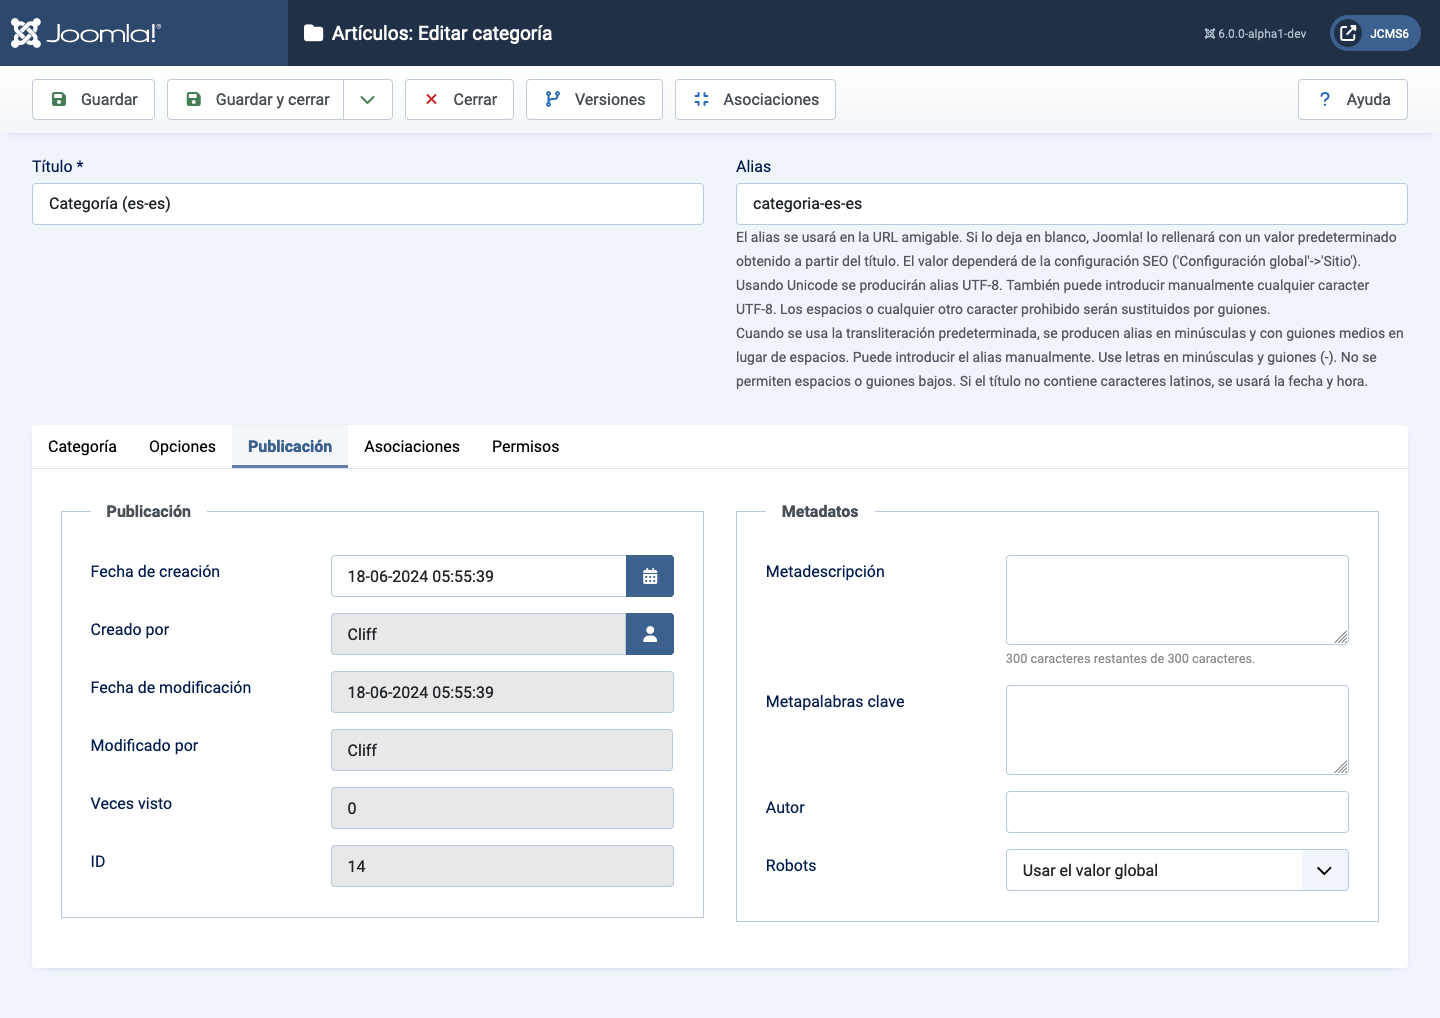 Joomla!®
Artículos: Editar categoría
6.0.0-alpha1-dev
JCMS6
Guardar
Guardar y cerrar
Cerrar
Versiones
Asociaciones
? Ayuda
Título *
Categoría (es-es)
Alias
categoria-es-es
El alias se usará en la URL amigable. Si lo deja en blanco, Joomla! lo rellenará con un valor predeterminado
obtenido a partir del título. El valor dependerá de la configuración SEO ('Configuración global'->'Sitio').
Usando Unicode se producirán alias UTF-8. También puede introducir manualmente cualquier caracter
UTF-8. Los espacios o cualquier otro caracter prohibido serán sustituidos por guiones.
Cuando se usa la transliteración predeterminada, se producen alias en minúsculas y con guiones medios en
lugar de espacios. Puede introducir el alias manualmente. Use letras en minúsculas y guiones (-). No se
permiten espacios o guiones bajos. Si el título no contiene caracteres latinos, se usará la fecha y hora.
Categoría
Opciones
Publicación
Asociaciones
Permisos
Publicación
Fecha de creación
18-06-2024 05:55:39
Creado por
Cliff
Fecha de modificación
18-06-2024 05:55:39
Modificado por
Cliff
Veces visto
0
ID
14
Metadatos
Metadescripción
300 caracteres restantes de 300 caracteres.
Metapalabras clave
Autor
Robots
Usar el valor global